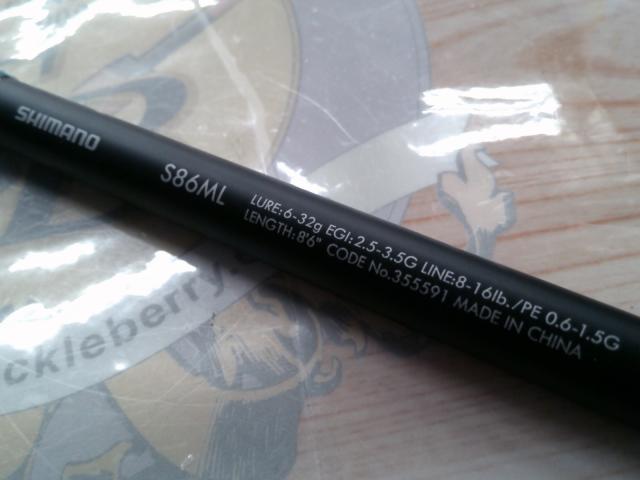 SHIMANO
S86ML
LURE:6-32g EGI:2.5-3.5G LINE:8-16lb./PE 0.6-1.5G
LENGTH:8'6" CODE No.355591 MADE IN CHINA
ckleberry